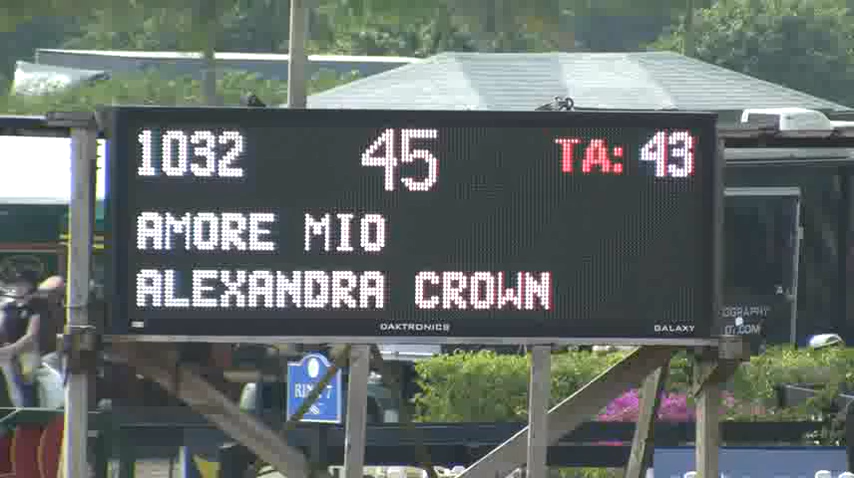 1032 45 TA: 43
AMORE MIO
ALEXANDRA CROWN
DAKTRONICS GALAXY
RING 7